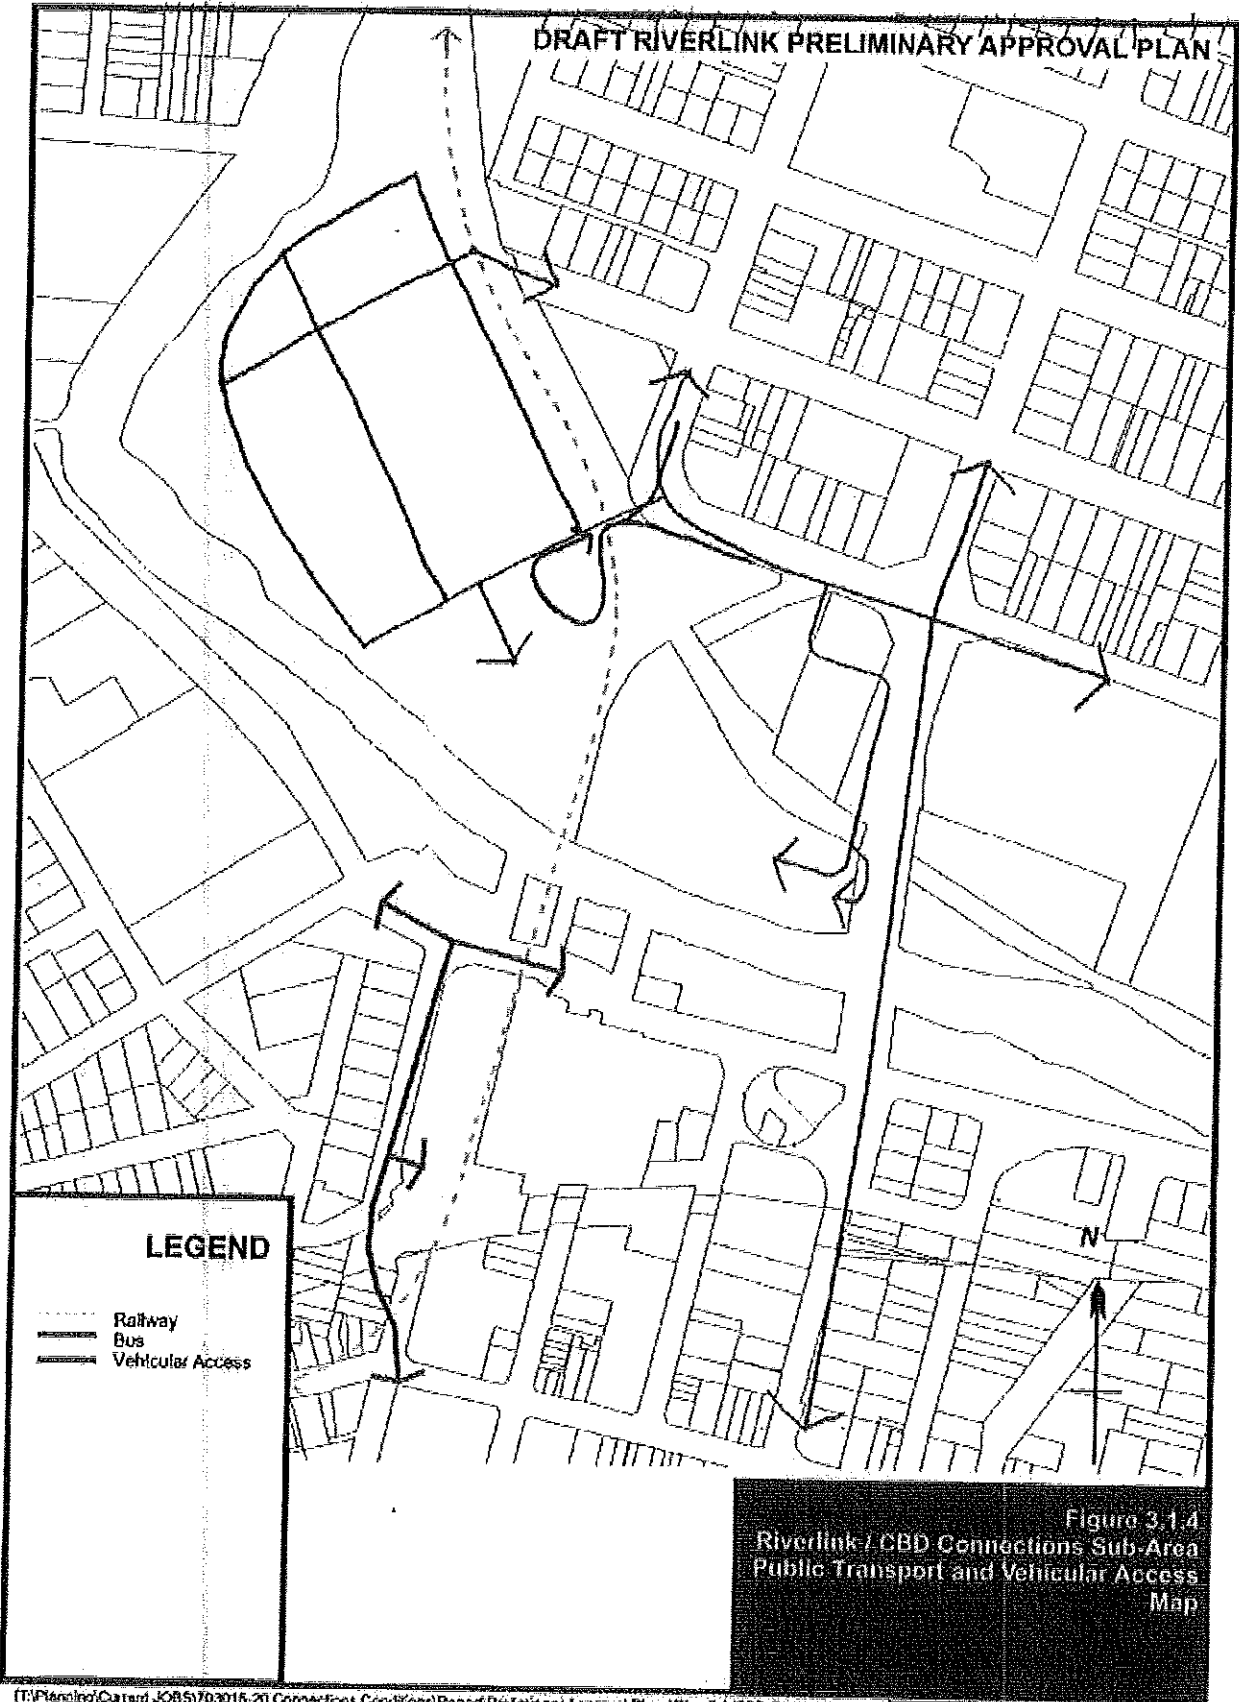 DRAFT RIVERLINK PRELIMINARY APPROVAL PLAN
LEGEND
Railway
Bus
Vehicular Access
N
Figure 3.1.4
Riverlink / CBD Connections Sub-Area
Public Transport and Vehicular Access
Map